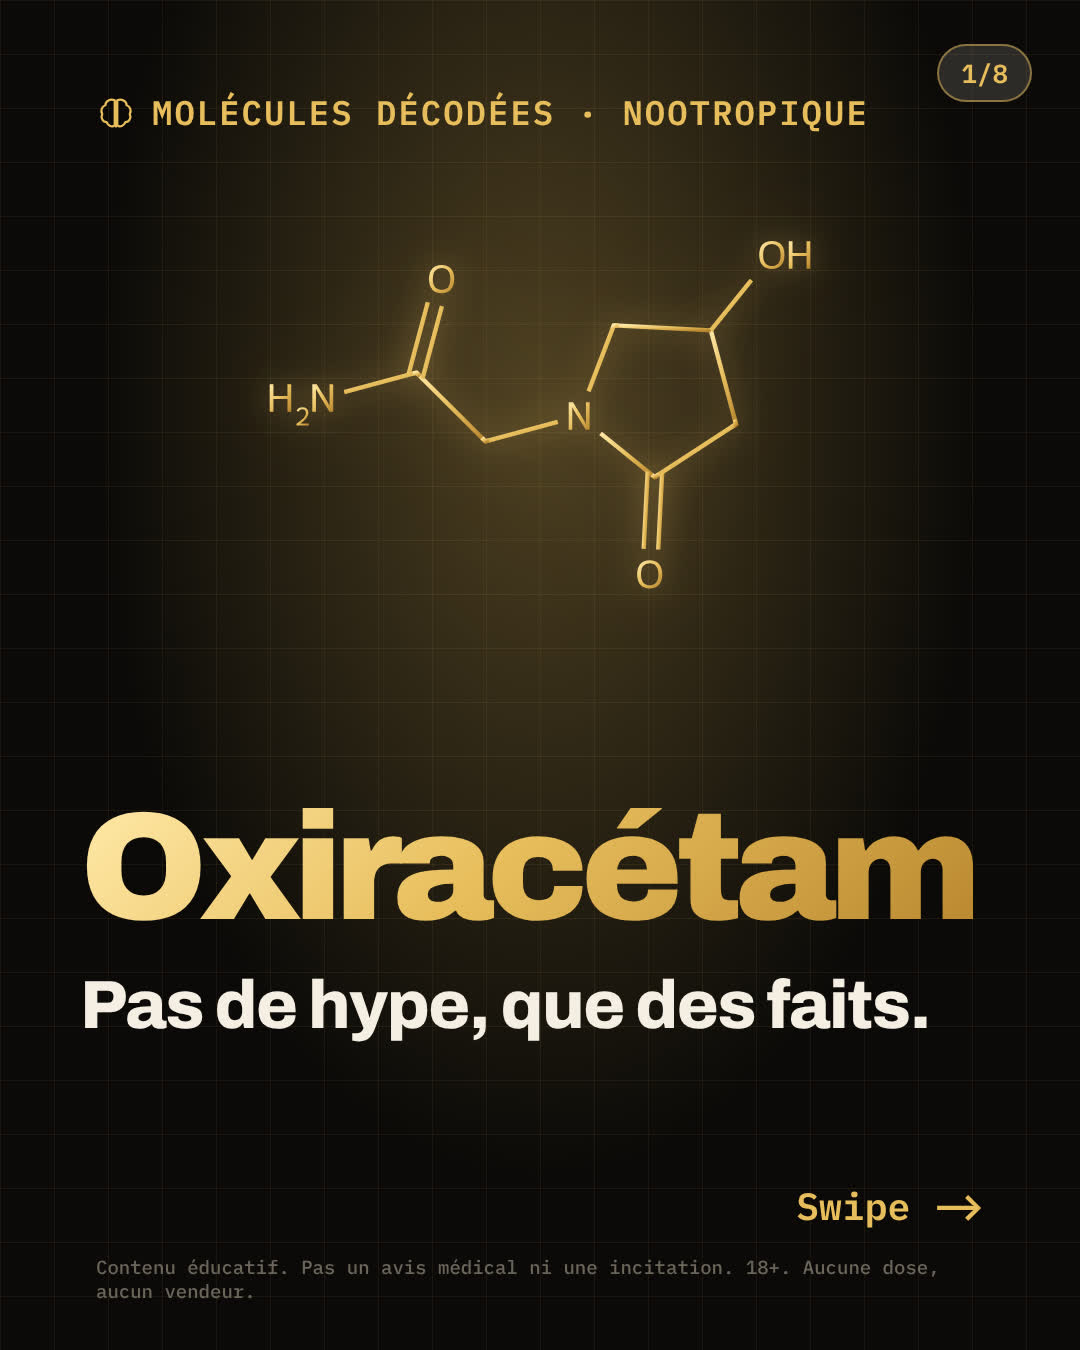 1/8
MOLÉCULES DÉCODÉES · NOOTROPIQUE
OH
O
H₂N
N
O
Oxiracétam
Pas de hype, que des faits.
Swipe →
Contenu éducatif. Pas un avis médical ni une incitation. 18+. Aucune dose,
aucun vendeur.